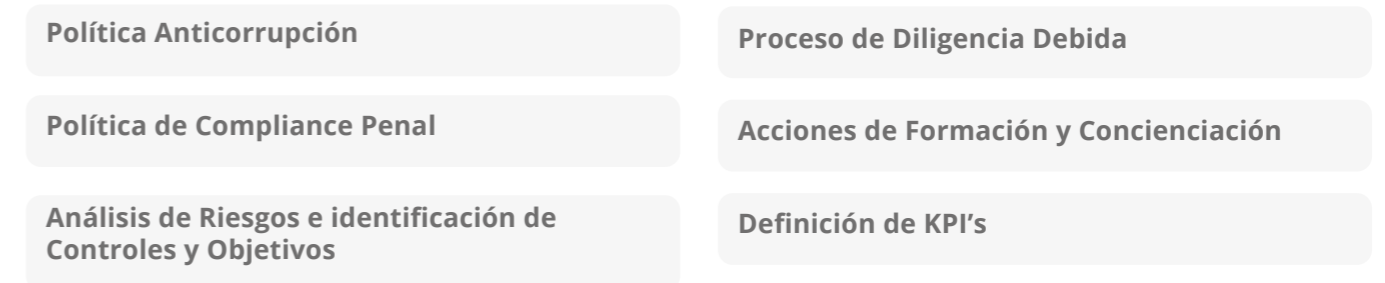 Política Anticorrupción
Política de Compliance Penal
Análisis de Riesgos e identificación de
Controles y Objetivos
Proceso de Diligencia Debida
Acciones de Formación y Concienciación
Definición de KPI’s